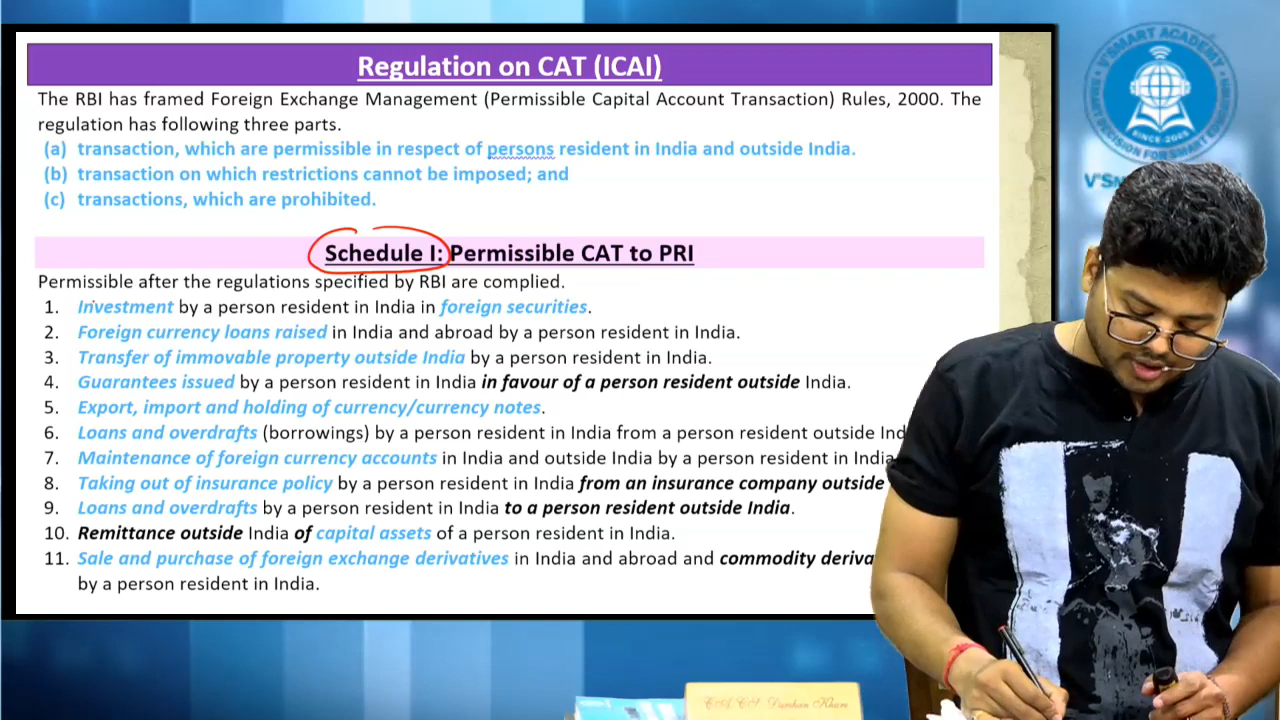 Regulation on CAT (ICAI)
The RBI has framed Foreign Exchange Management (Permissible Capital Account Transaction) Rules, 2000. The
regulation has following three parts.
(a) transaction, which are permissible in respect of persons resident in India and outside India.
(b) transaction on which restrictions cannot be imposed; and
(c) transactions, which are prohibited.
Schedule I: Permissible CAT to PRI
Permissible after the regulations specified by RBI are complied.
1. Investment by a person resident in India in foreign securities.
2. Foreign currency loans raised in India and abroad by a person resident in India.
3. Transfer of immovable property outside India by a person resident in India.
4. Guarantees issued by a person resident in India in favour of a person resident outside India.
5. Export, import and holding of currency/currency notes.
6. Loans and overdrafts (borrowings) by a person resident in India from a person resident outside Ind
7. Maintenance of foreign currency accounts in India and outside India by a person resident in India
8. Taking out of insurance policy by a person resident in India from an insurance company outside
9. Loans and overdrafts by a person resident in India to a person resident outside India.
10. Remittance outside India of capital assets of a person resident in India.
11. Sale and purchase of foreign exchange derivatives in India and abroad and commodity deriva
by a person resident in India.
V'SMART ACADEMY
SINCE-2005
V'SM